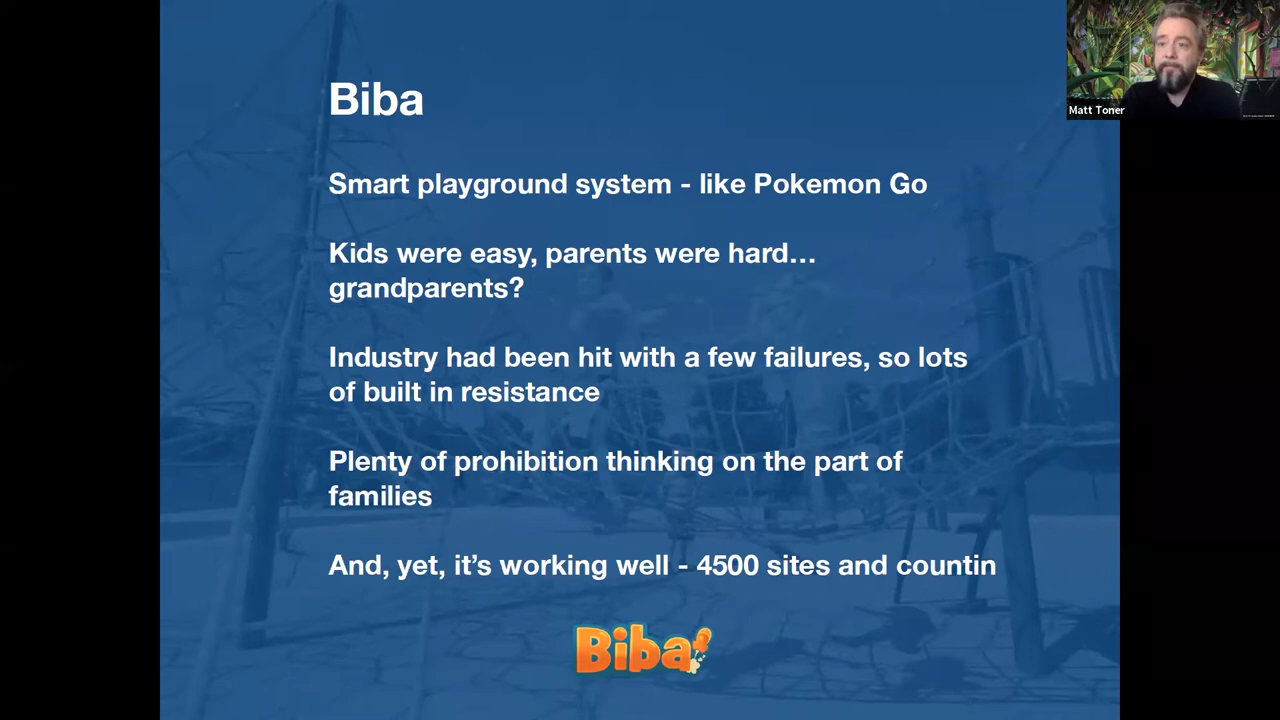 Biba
Matt Toner
Smart playground system - like Pokemon Go
Kids were easy, parents were hard...
grandparents?
Industry had been hit with a few failures, so lots
of built in resistance
Plenty of prohibition thinking on the part of
families
And, yet, it’s working well - 4500 sites and countin
Biba